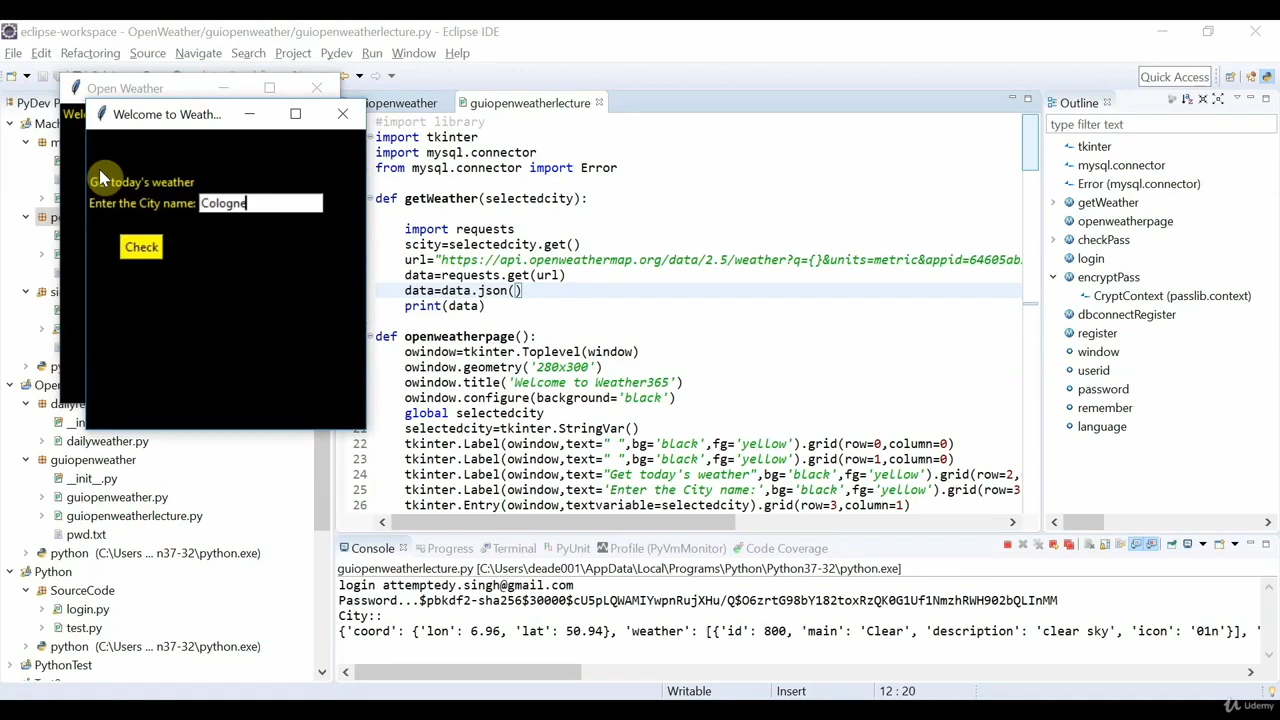 eclipse-workspace - OpenWeather/guiopenweather/guiopenweatherlecture.py - Eclipse IDE
File Edit Refactoring Source Navigate Search Project Pydev Run Window Help
Quick Access
Open Weather
Welcome to Weath...
Get today's weather
Enter the City name: Cologne
Check
PyDev P
Mach
Open
dailyweather.py
guiopenweather
__init__.py
guiopenweather.py
guiopenweatherlecture.py
pwd.txt
python (C:\Users ... n37-32\python.exe)
Python
SourceCode
login.py
test.py
python (C:\Users ... n37-32\python.exe)
PythonTest
iopenweather
guiopenweatherlecture
#import library
import tkinter
import mysql.connector
from mysql.connector import Error
def getWeather(selectedcity):
import requests
scity=selectedcity.get()
url="https://api.openweathermap.org/data/2.5/weather?q={}&units=metric&appid=64605ab
data=requests.get(url)
data=data.json()
print(data)
def openweatherpage():
owindow=tkinter.Toplevel(window)
owindow.geometry('280x300')
owindow.title('Welcome to Weather365')
owindow.configure(background='black')
global selectedcity
selectedcity=tkinter.StringVar()
22 tkinter.Label(owindow,text=" ",bg='black',fg='yellow').grid(row=0,column=0)
23 tkinter.Label(owindow,text=" ",bg='black',fg='yellow').grid(row=1,column=0)
24 tkinter.Label(owindow,text="Get today's weather",bg='black',fg='yellow').grid(row=2,
25 tkinter.Label(owindow,text='Enter the City name:',bg='black',fg='yellow').grid(row=3
26 tkinter.Entry(owindow,textvariable=selectedcity).grid(row=3,column=1)
Outline
type filter text
tkinter
mysql.connector
Error (mysql.connector)
getWeather
openweatherpage
checkPass
login
encryptPass
CryptContext (passlib.context)
dbconnectRegister
register
window
userid
password
remember
language
Console Progress Terminal PyUnit Profile (PyVmMonitor) Code Coverage
guiopenweatherlecture.py [C:\Users\deade001\AppData\Local\Programs\Python\Python37-32\python.exe]
login attemptedy.singh@gmail.com
Password...$pbkdf2-sha256$30000$cU5pLQWAMIYwpnRujXHu/Q$O6zrtG98bY182toxRzQK0G1Uf1NmzhRWH902bQLInMM
City::
{'coord': {'lon': 6.96, 'lat': 50.94}, 'weather': [{'id': 800, 'main': 'Clear', 'description': 'clear sky', 'icon': '01n'}], '
Writable Insert 12 : 20
Udemy